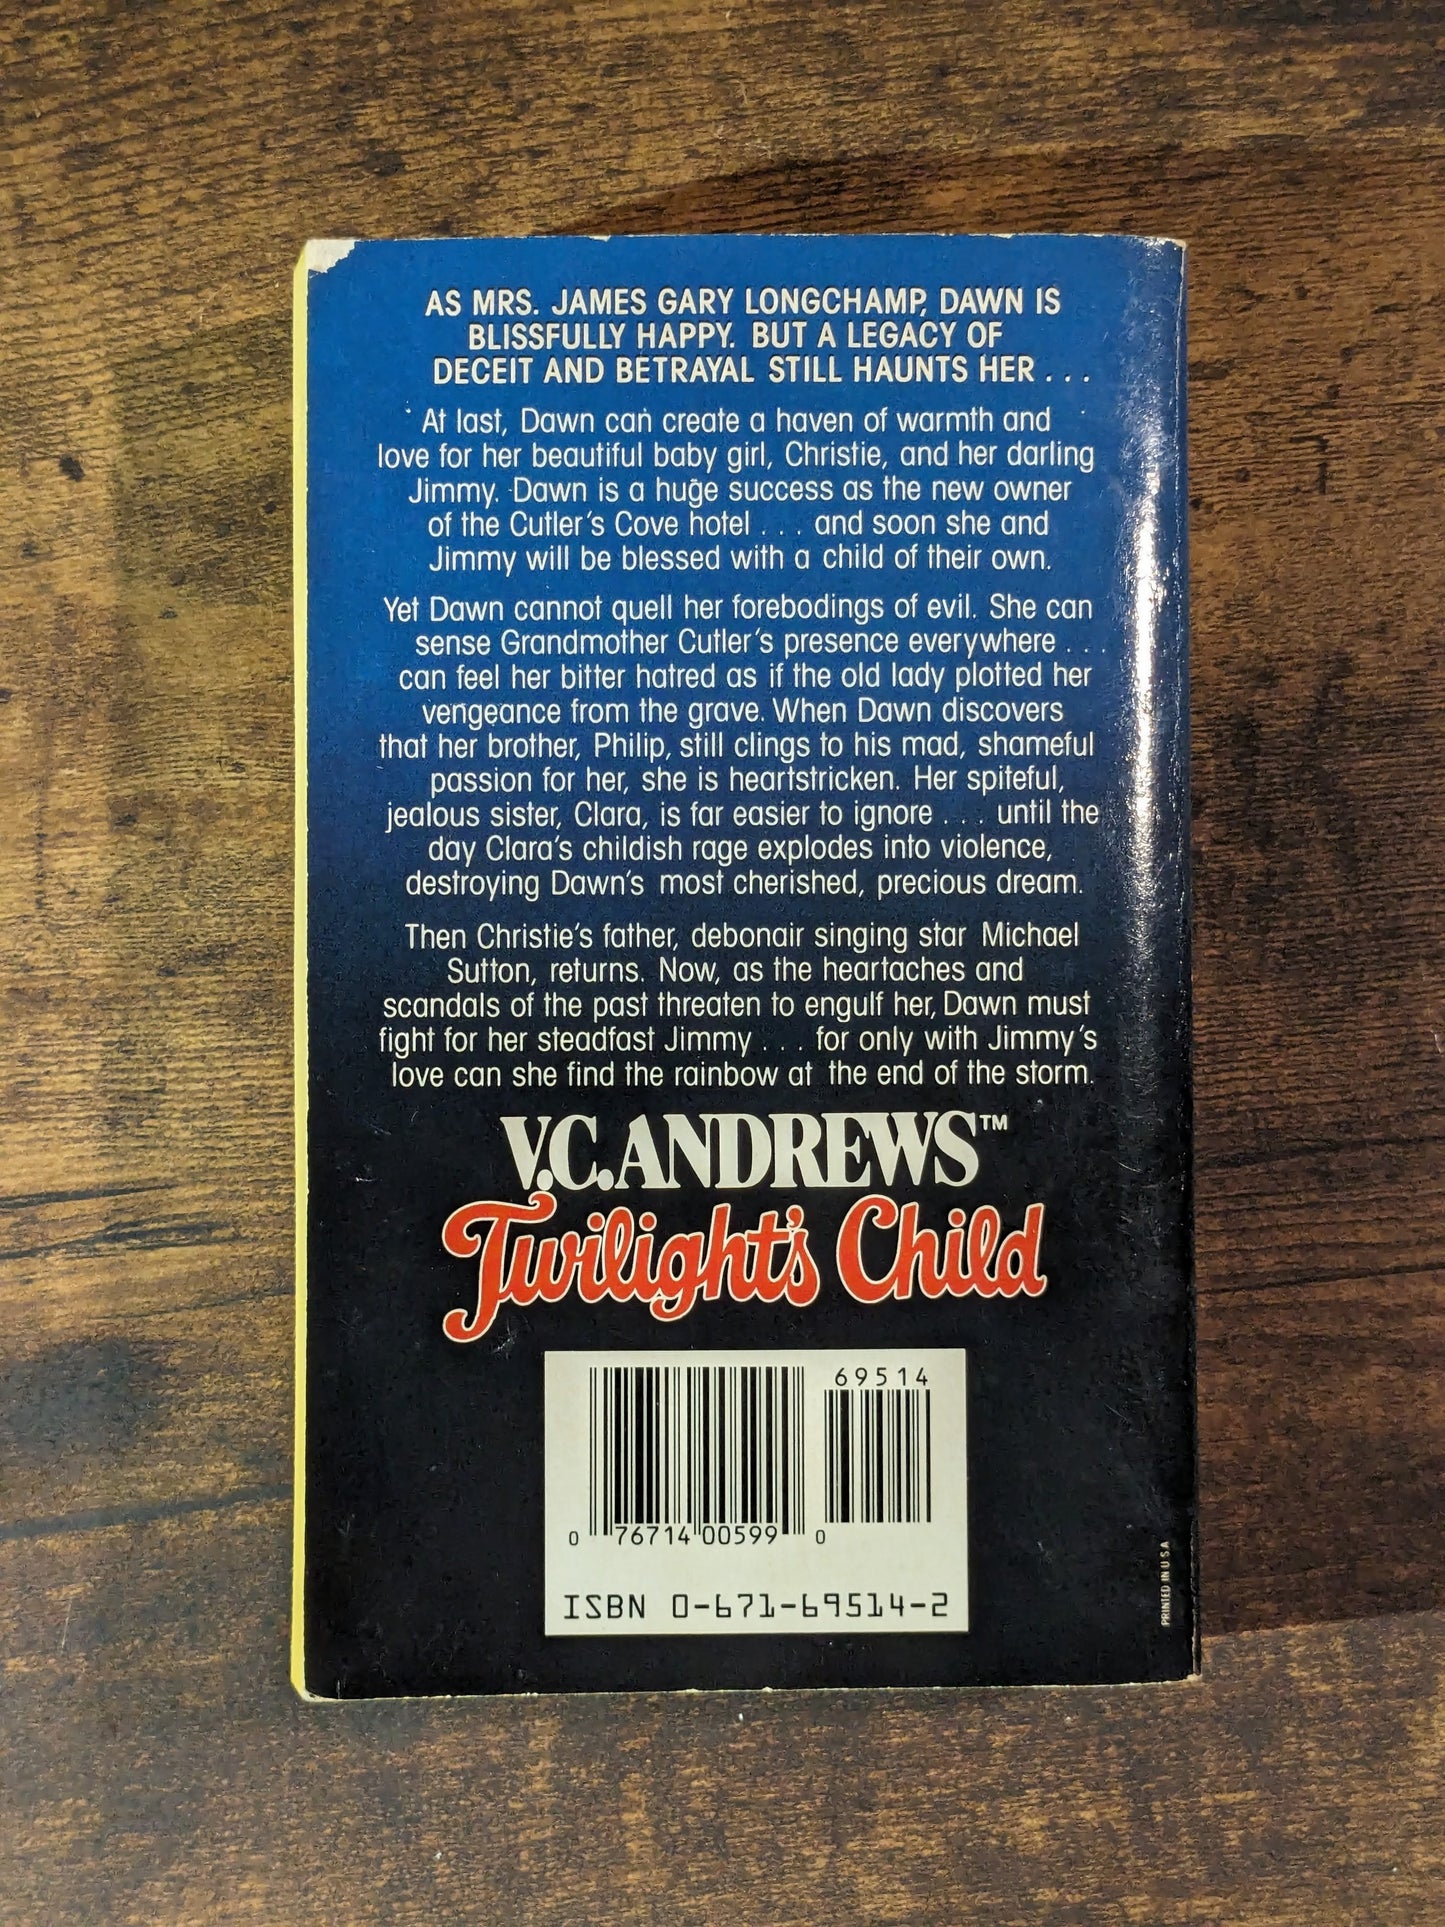 AS MRS. JAMES GARY LONGCHAMP, DAWN IS
BLISSFULLY HAPPY. BUT A LEGACY OF
DECEIT AND BETRAYAL STILL HAUNTS HER . . .
At last, Dawn can create a haven of warmth and
love for her beautiful baby girl, Christie, and her darling
Jimmy. Dawn is a huge success as the new owner
of the Cutler's Cove hotel . . . and soon she and
Jimmy will be blessed with a child of their own.
Yet Dawn cannot quell her forebodings of evil. She can
sense Grandmother Cutler's presence everywhere . . .
can feel her bitter hatred as if the old lady plotted her
vengeance from the grave. When Dawn discovers
that her brother, Philip, still clings to his mad, shameful
passion for her, she is heartstricken. Her spiteful,
jealous sister, Clara, is far easier to ignore . . . until the
day Clara's childish rage explodes into violence,
destroying Dawn's most cherished, precious dream.
Then Christie's father, debonair singing star Michael
Sutton, returns. Now, as the heartaches and
scandals of the past threaten to engulf her, Dawn must
fight for her steadfast Jimmy . . . for only with Jimmy's
love can she find the rainbow at the end of the storm.
V.C. ANDREWS™
Twilight's Child
69514
0 76714 00599 0
ISBN 0-671-69514-2
PRINTED IN U S A